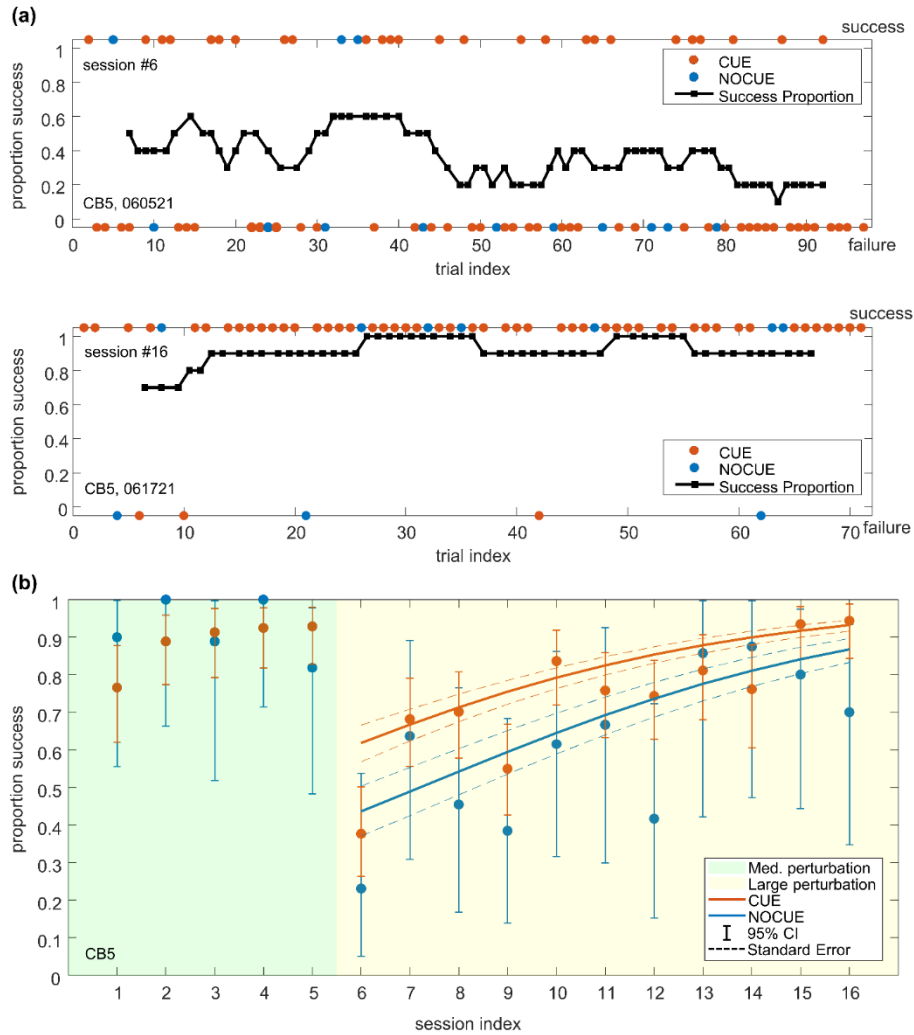 (a)
success
1
session #6
CUE
NOCUE
Success Proportion
0.8
0.6
0.4
0.2
0
proportion success
CB5, 060521
0 10 20 30 40 50 60 70 80 90 failure
trial index
success
1
session #16
0.8
0.6
0.4
0.2
0
proportion success
CUE
NOCUE
Success Proportion
CB5, 061721
10 20 30 40 50 60 70 failure
trial index
(b)
1
0.9
0.8
0.7
0.6
0.5
0.4
0.3
0.2
0.1
0
proportion success
Med. perturbation
Large perturbation
CUE
NOCUE
95% CI
Standard Error
CB5
1 2 3 4 5 6 7 8 9 10 11 12 13 14 15 16
session index